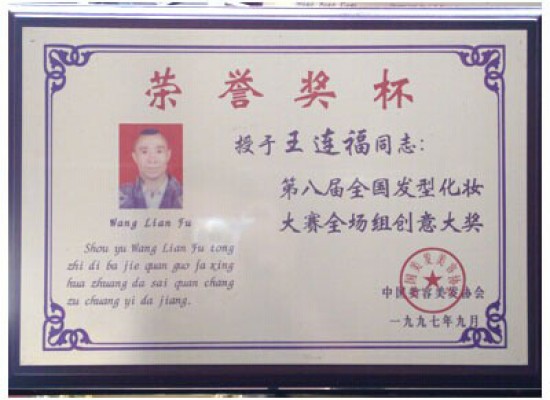 荣誉奖杯
授于王连福同志：
Wang Lian Fu
第八届全国发型化妆
大赛全场组创意大奖
Shou yu Wang Lian Fu tong
zhi di ba jie quan guo fa xing
hua zhuang da sai quan chang
zu chuang yi da jiang.
中国美容美发协会
一九九七年九月